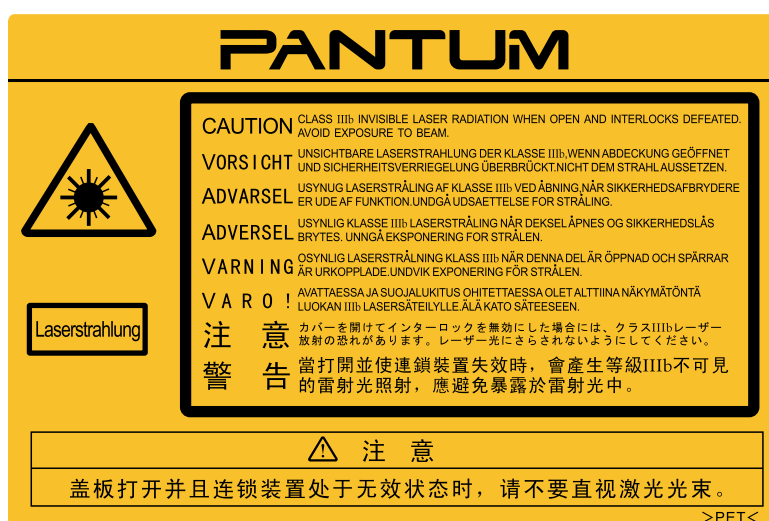 PANTUM
CAUTION CLASS IIIb INVISIBLE LASER RADIATION WHEN OPEN AND INTERLOCKS DEFEATED.
AVOID EXPOSURE TO BEAM.
VORSICHT UNSICHTBARE LASERSTRAHLUNG DER KLASSE IIIb,WENN ABDECKUNG GEÖFFNET
UND SICHERHEITSVERRIEGELUNG ÜBERBRÜCKT.NICHT DEM STRAHL AUSSETZEN.
ADVARSEL USYNUG LASERSTRÅLING AF KLASSE IIIb VED ÅBNING,NÅR SIKKERHEDSAFBRYDERE
ER UDE AF FUNKTION.UNDGÅ UDSAETTELSE FOR STRÅLING.
ADVERSEL USYNLIG KLASSE IIIb LASERSTRÅLING NÅR DEKSEL ÅPNES OG SIKKERHEDSLÅS
BRYTES. UNNGÅ EKSPONERING FOR STRÅLEN.
VARNING OSYNLIG LASERSTRÅLNING KLASS IIIb NÄR DENNA DEL ÄR ÖPPNAD OCH SPÄRRAR
ÄR URKOPPLADE.UNDVIK EXPONERING FÖR STRÅLEN.
VARO! AVATTAESSA JA SUOJALUKITUS OHITETTAESSA OLET ALTTIINA NÄKYMÄTÖNTÄ
LUOKAN IIIb LASERSÄTEILYLLE.ÄLÄ KATO SÄTEESEEN.
Laserstrahlung
注 意 カバーを開けてインターロックを無効にした場合には、クラスIIIbレーザー
放射の恐れがあります。レーザー光にさらされないようにしてください。
警 告 當打開並使連鎖裝置失效時，會產生等級IIIb不可見
的雷射光照射，應避免暴露於雷射光中。
注 意
盖板打开并且连锁装置处于无效状态时，请不要直视激光光束。
>PET<